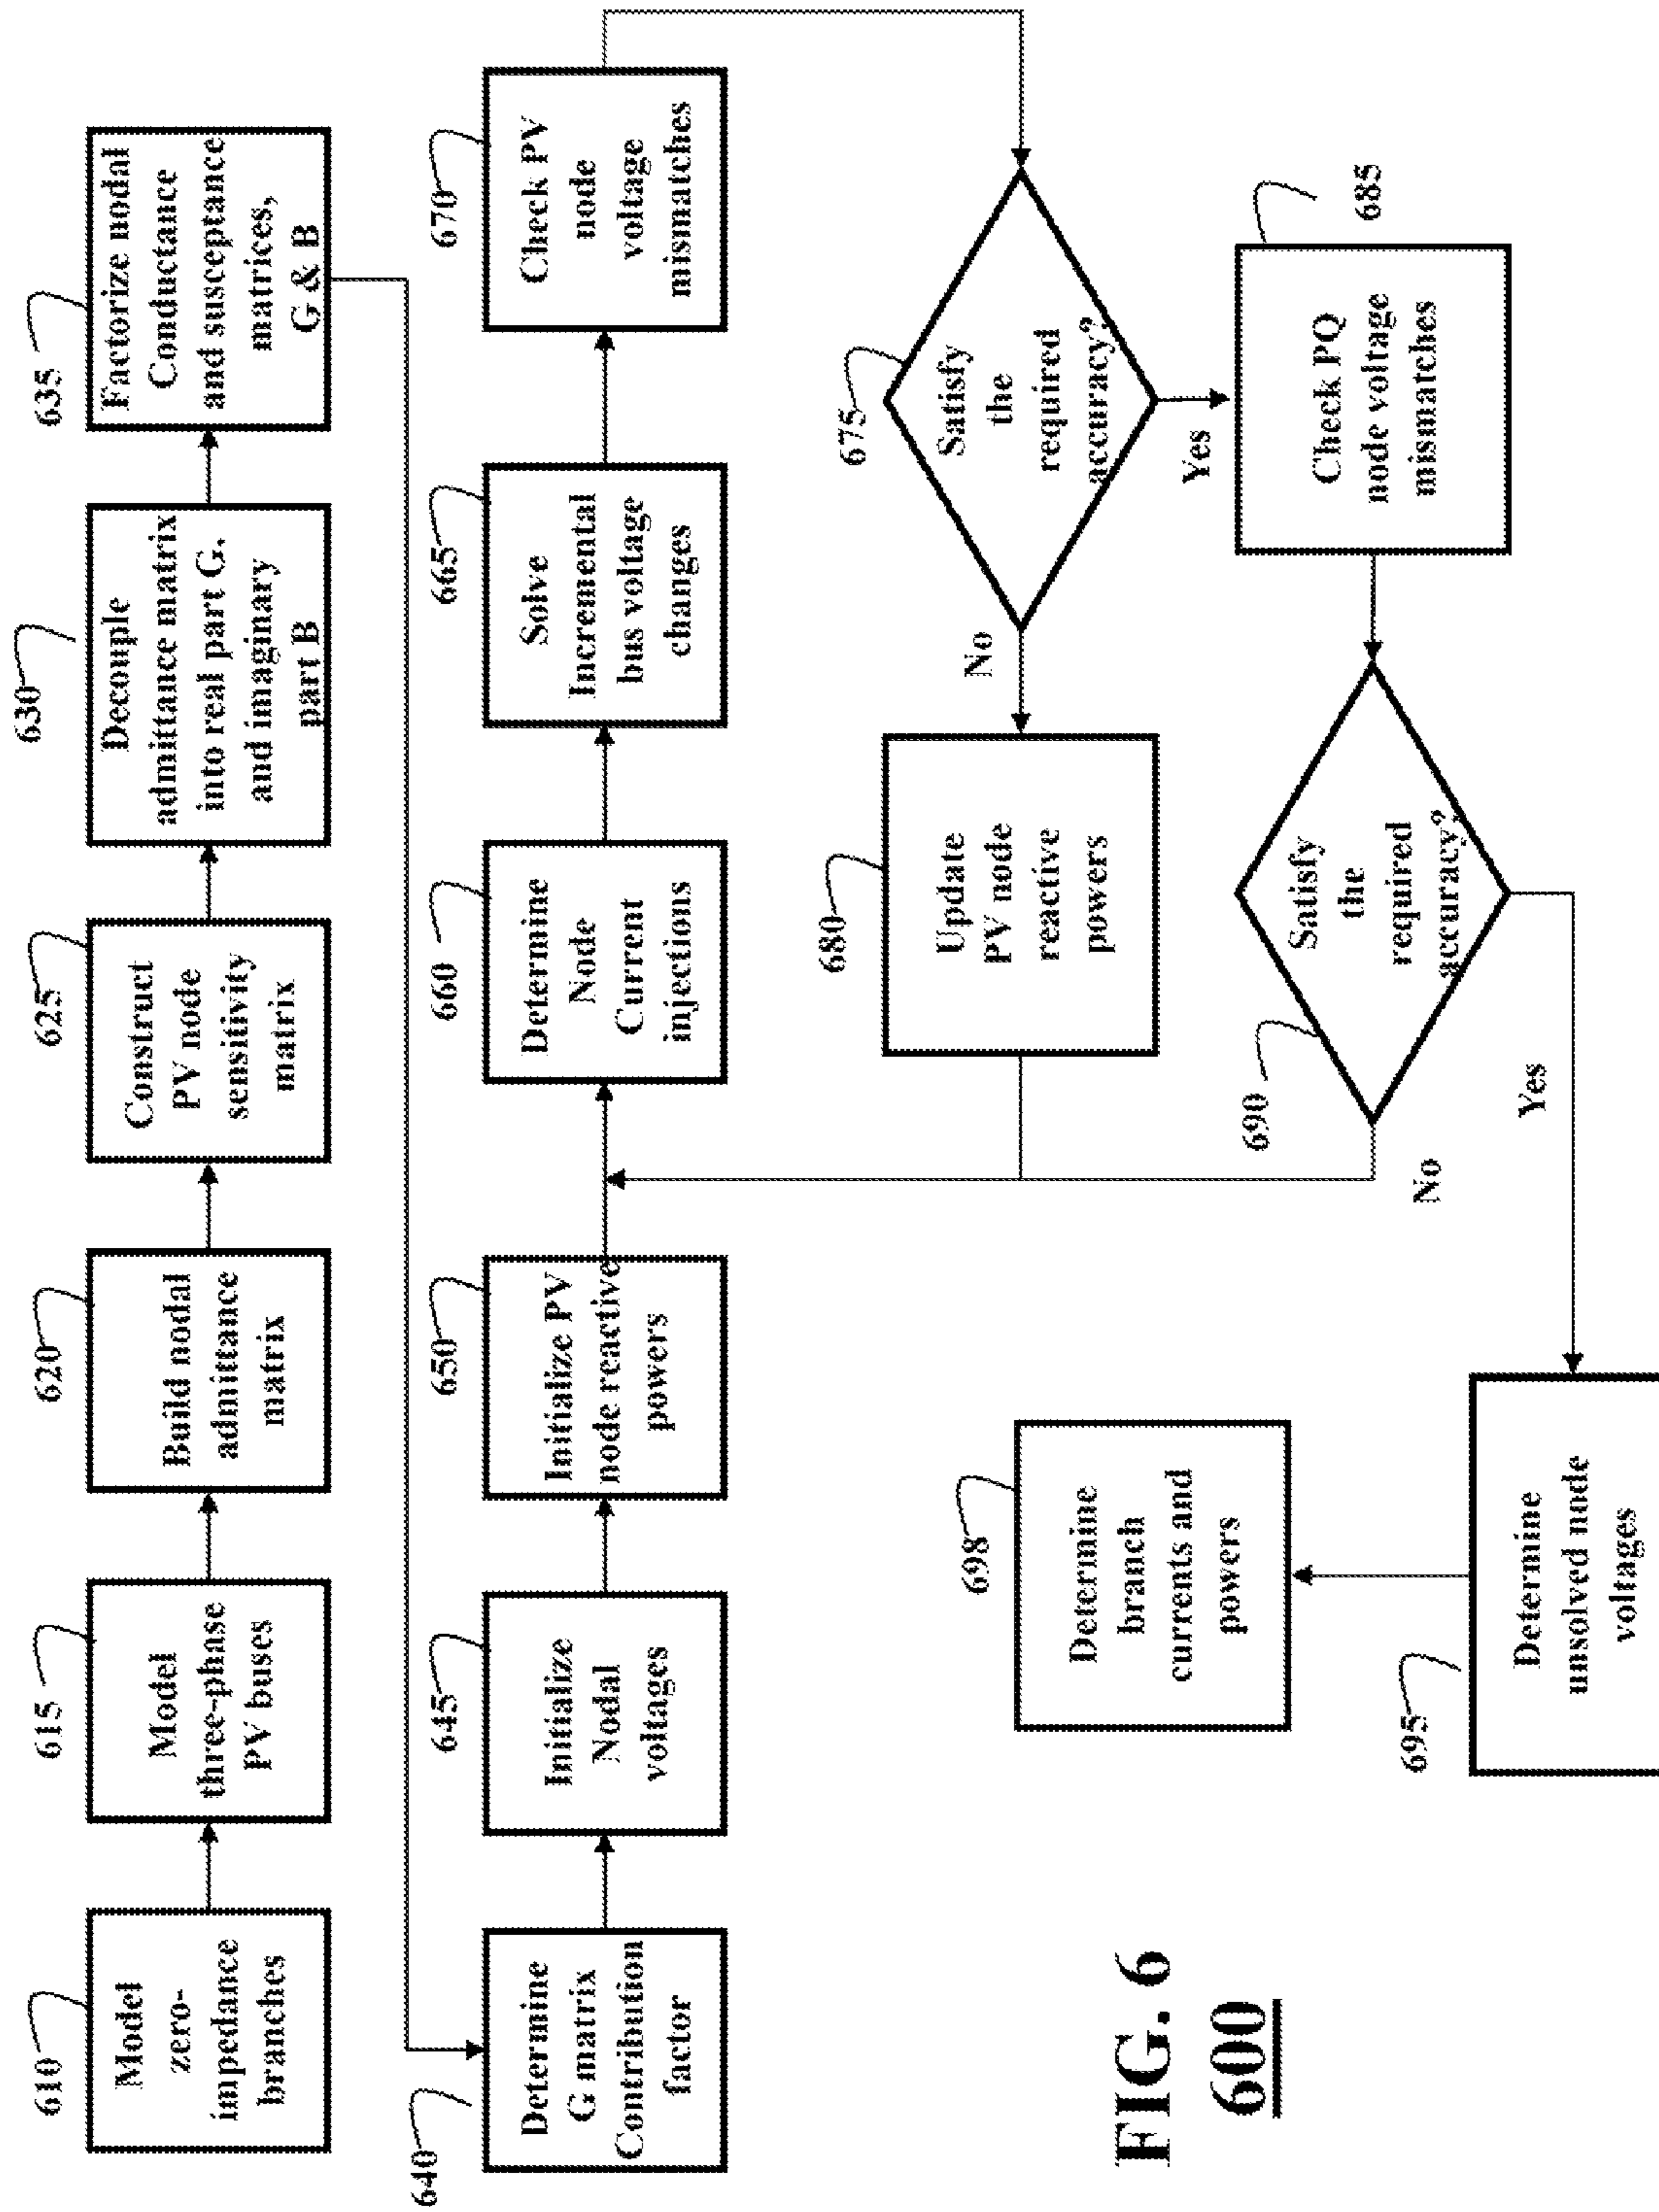 610
Model
zero-
impedance
branches
615
Model
three-phase
PV buses
620
Build nodal
admittance
matrix
625
Construct
PV node
sensitivity
matrix
630
Decouple
admittance matrix
into real part G,
and imaginary
part B
635
Factorize nodal
Conductance
and susceptance
matrices,
G & B
640
Determine
G matrix
Contribution
factor
645
Initialize
Nodal
voltages
650
Initialize PV
node reactive
powers
660
Determine
Node
Current
injections
665
Solve
Incremental
bus voltage
changes
670
Check PV
node
voltage
mismatches
675
Satisfy
the
required
accuracy?
No
Yes
680
Update
PV node
reactive
powers
685
Check PQ
node voltage
mismatches
690
Satisfy
the
required
accuracy?
No
Yes
695
Determine
unsolved node
voltages
698
Determine
branch
currents and
powers
FIG. 6
600